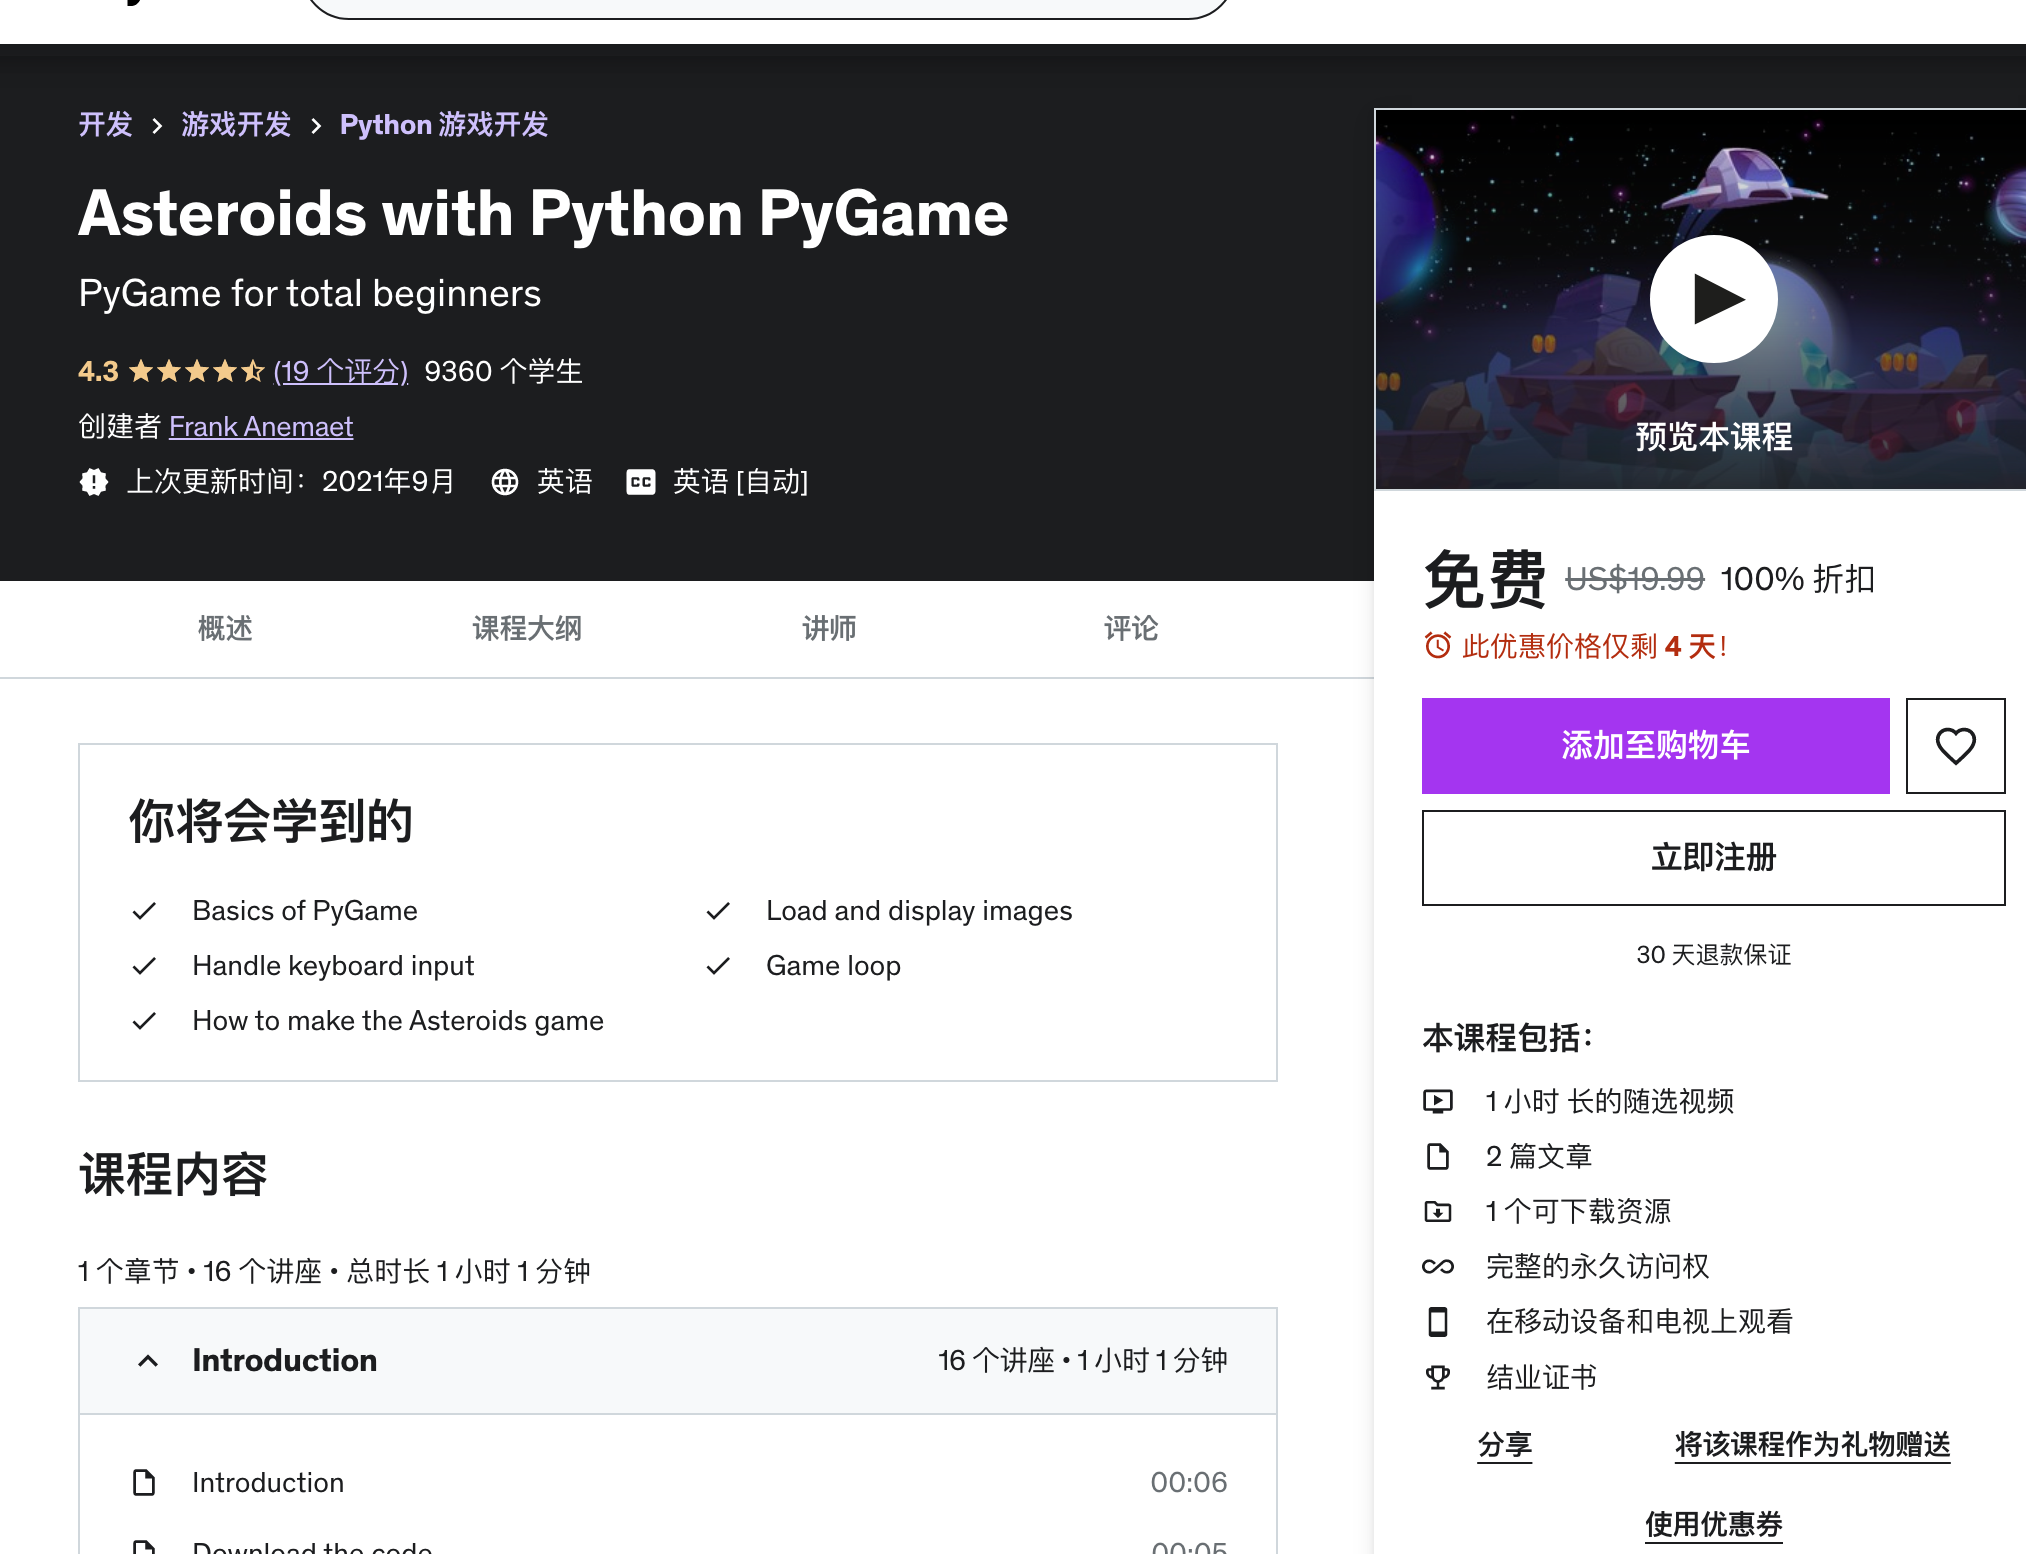 开发 > 游戏开发 > Python 游戏开发
Asteroids with Python PyGame
PyGame for total beginners
4.3 (19 个评分) 9360 个学生
创建者 Frank Anemaet
上次更新时间：2021年9月 英语 CC 英语 [自动]
预览本课程
免费 US$19.99 100% 折扣
此优惠价格仅剩 4 天！
添加至购物车
立即注册
30 天退款保证
本课程包括：
1 小时 长的随选视频
2 篇文章
1 个可下载资源
完整的永久访问权
在移动设备和电视上观看
结业证书
分享 将该课程作为礼物赠送
使用优惠券
概述 课程大纲 讲师 评论
你将会学到的
Basics of PyGame
Load and display images
Handle keyboard input
Game loop
How to make the Asteroids game
课程内容
1 个章节 • 16 个讲座 • 总时长 1 小时 1 分钟
Introduction 16 个讲座 • 1 小时 1 分钟
Introduction 00:06
Download the code 00:05